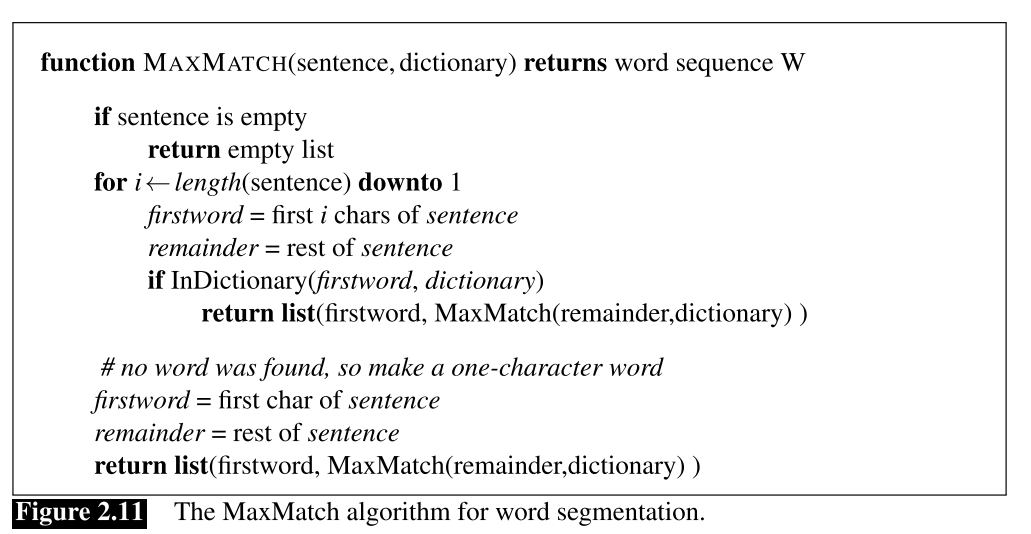 function MAXMATCH(sentence, dictionary) returns word sequence W
if sentence is empty
return empty list
for i←length(sentence) downto 1
firstword = first i chars of sentence
remainder = rest of sentence
if InDictionary(firstword, dictionary)
return list(firstword, MaxMatch(remainder,dictionary) )
# no word was found, so make a one-character word
firstword = first char of sentence
remainder = rest of sentence
return list(firstword, MaxMatch(remainder,dictionary) )
Figure 2.11 The MaxMatch algorithm for word segmentation.